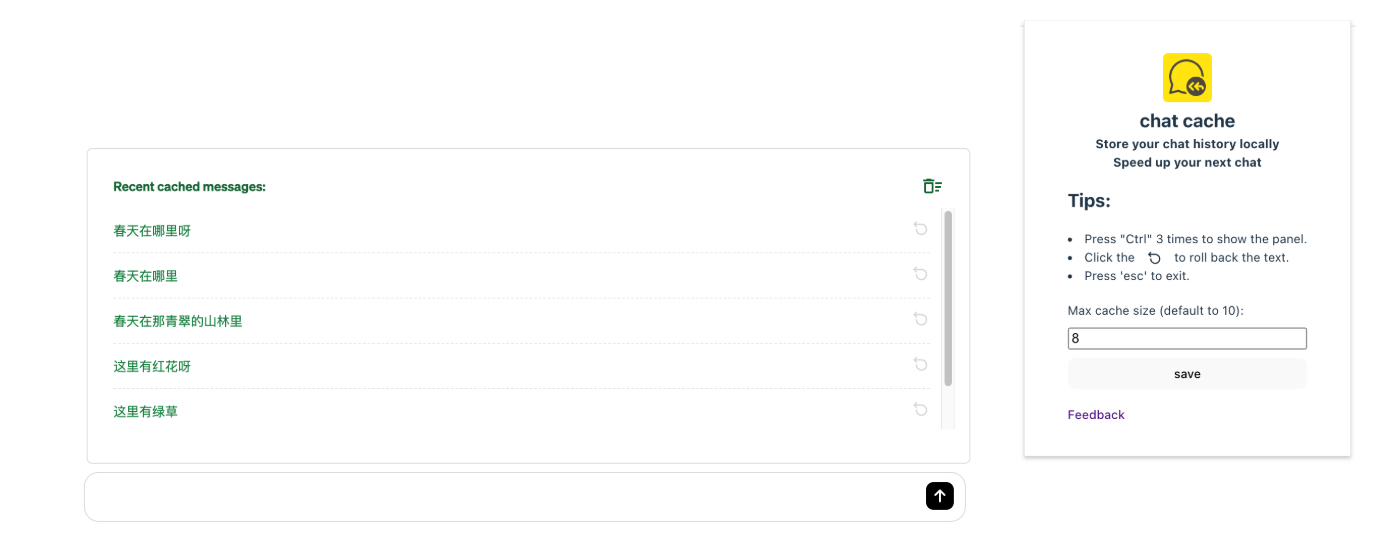 Recent cached messages:
春天在哪里呀
春天在哪里
春天在那青翠的山林里
这里有红花呀
这里有绿草
chat cache
Store your chat history locally
Speed up your next chat
Tips:
Press "Ctrl" 3 times to show the panel.
Click the to roll back the text.
Press 'esc' to exit.
Max cache size (default to 10):
8
save
Feedback